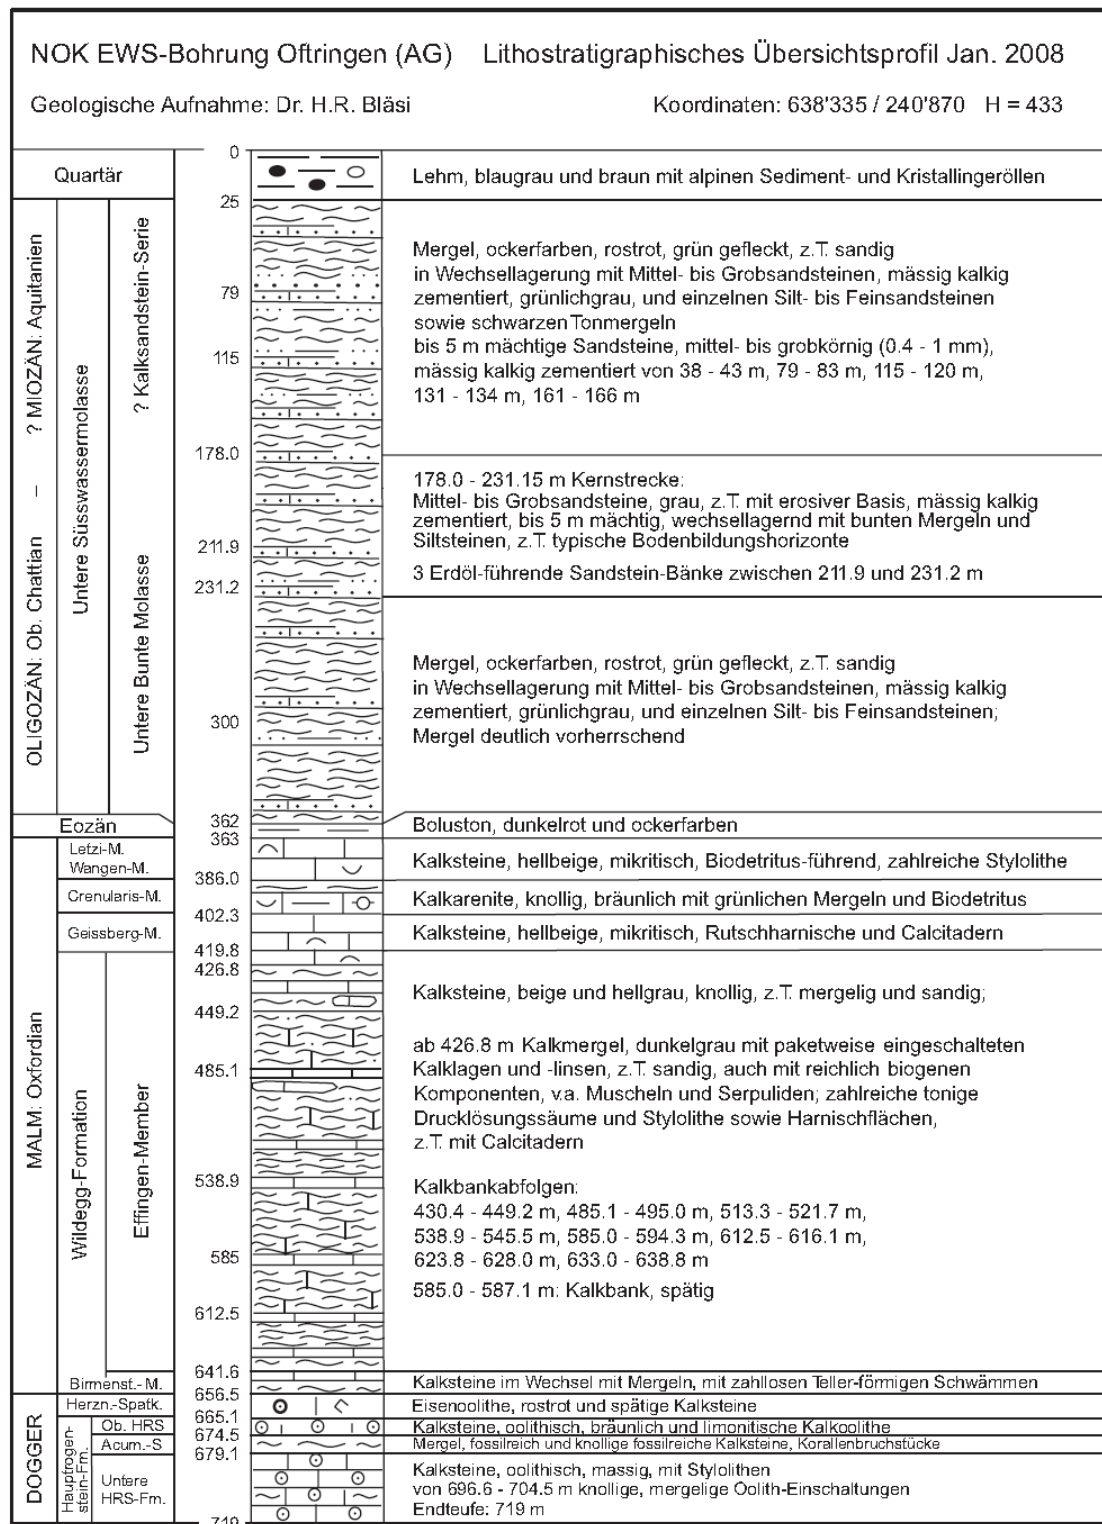 NOK EWS-Bohrung Oftringen (AG) Lithostratigraphisches Übersichtsprofil Jan. 2008
Geologische Aufnahme: Dr. H.R. Bläsi Koordinaten: 638'335 / 240'870 H = 433
0
Quartär
Lehm, blaugrau und braun mit alpinen Sediment- und Kristallingeröllen
25
OLIGOZÄN: Ob. Chattian – ? MIOZÄN: Aquitanien
Untere Süsswassermolasse
? Kalksandstein-Serie
Untere Bunte Molasse
Mergel, ockerfarben, rostrot, grün gefleckt, z.T. sandig
in Wechsellagerung mit Mittel- bis Grobsandsteinen, mässig kalkig
79
zementiert, grünlichgrau, und einzelnen Silt- bis Feinsandsteinen
sowie schwarzen Tonmergeln
bis 5 m mächtige Sandsteine, mittel- bis grobkörnig (0.4 - 1 mm),
115
mässig kalkig zementiert von 38 - 43 m, 79 - 83 m, 115 - 120 m,
131 - 134 m, 161 - 166 m
178.0
178.0 - 231.15 m Kernstrecke:
Mittel- bis Grobsandsteine, grau, z.T. mit erosiver Basis, mässig kalkig
zementiert, bis 5 m mächtig, wechsellagernd mit bunten Mergeln und
Siltsteinen, z.T. typische Bodenbildungshorizonte
211.9
3 Erdöl-führende Sandstein-Bänke zwischen 211.9 und 231.2 m
231.2
Mergel, ockerfarben, rostrot, grün gefleckt, z.T. sandig
in Wechsellagerung mit Mittel- bis Grobsandsteinen, mässig kalkig
zementiert, grünlichgrau, und einzelnen Silt- bis Feinsandsteinen;
300
Mergel deutlich vorherrschend
362
Eozän
Boluston, dunkelrot und ockerfarben
363
MALM: Oxfordian
Letzi-M.
Wangen-M.
Kalksteine, hellbeige, mikritisch, Biodetritus-führend, zahlreiche Stylolithe
386.0
Crenularis-M.
Kalkarenite, knollig, bräunlich mit grünlichen Mergeln und Biodetritus
402.3
Geissberg-M.
Kalksteine, hellbeige, mikritisch, Rutschharnische und Calcitadern
419.8
Wildegg-Formation
Effingen-Member
426.8
Kalksteine, beige und hellgrau, knollig, z.T. mergelig und sandig;
449.2
ab 426.8 m Kalkmergel, dunkelgrau mit paketweise eingeschalteten
485.1
Kalklagen und -linsen, z.T. sandig, auch mit reichlich biogenen
Komponenten, v.a. Muscheln und Serpuliden; zahlreiche tonige
Drucklösungssäume und Stylolithe sowie Harnischflächen,
z.T. mit Calcitadern
538.9
Kalkbankabfolgen:
430.4 - 449.2 m, 485.1 - 495.0 m, 513.3 - 521.7 m,
538.9 - 545.5 m, 585.0 - 594.3 m, 612.5 - 616.1 m,
585
623.8 - 628.0 m, 633.0 - 638.8 m
585.0 - 587.1 m: Kalkbank, spätig
612.5
641.6
Birmenst.- M.
Kalksteine im Wechsel mit Mergeln, mit zahllosen Teller-förmigen Schwämmen
656.5
DOGGER
Herzn.-Spatk.
Eisenoolithe, rostrot und spätige Kalksteine
665.1
Hauptrogen-
stein-Fm.
Ob. HRS
Kalksteine, oolithisch, bräunlich und limonitische Kalkoolithe
674.5
Acum.-S
Mergel, fossilreich und knollige fossilreiche Kalksteine, Korallenbruchstücke
679.1
Untere
HRS-Fm.
Kalksteine, oolithisch, massig, mit Stylolithen
von 696.6 - 704.5 m knollige, mergelige Oolith-Einschaltungen
Endteufe: 719 m
719